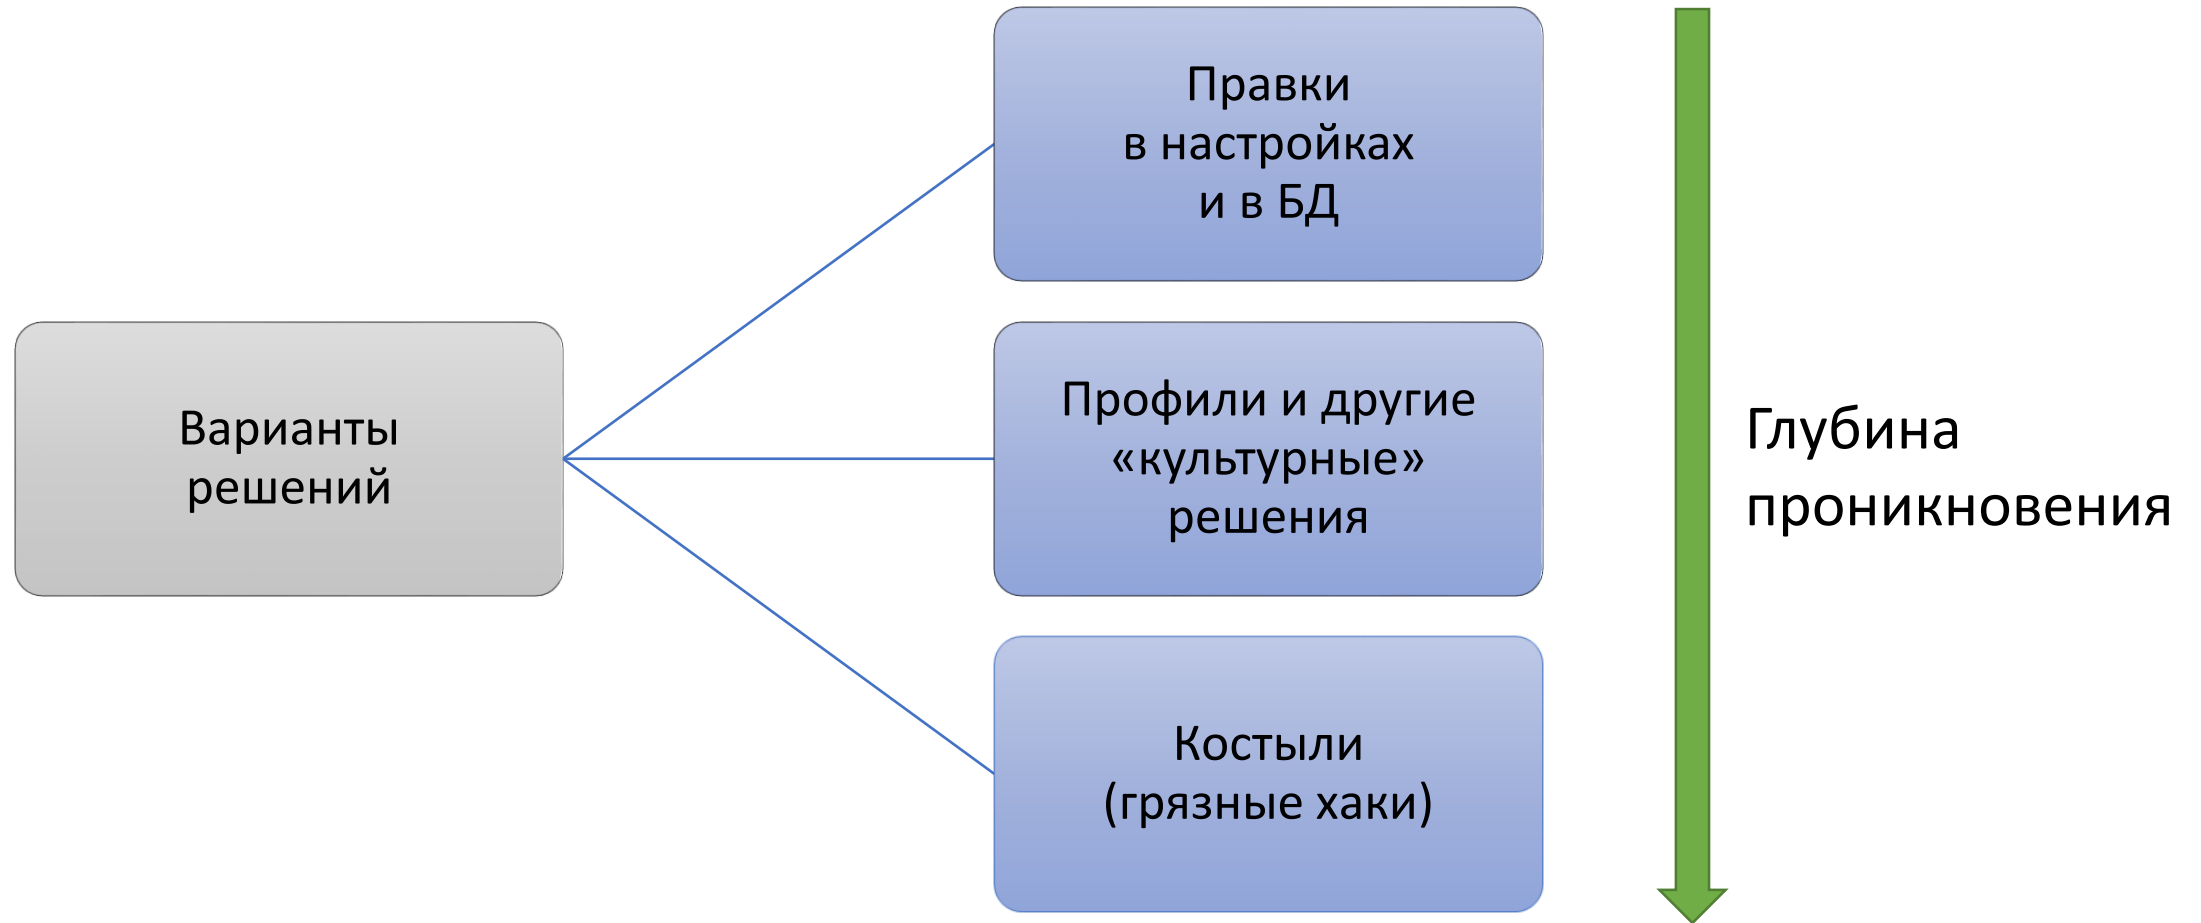 Варианты
решений
Правки
в настройках
и в БД
Профили и другие
«культурные»
решения
Костыли
(грязные хаки)
Глубина
проникновения